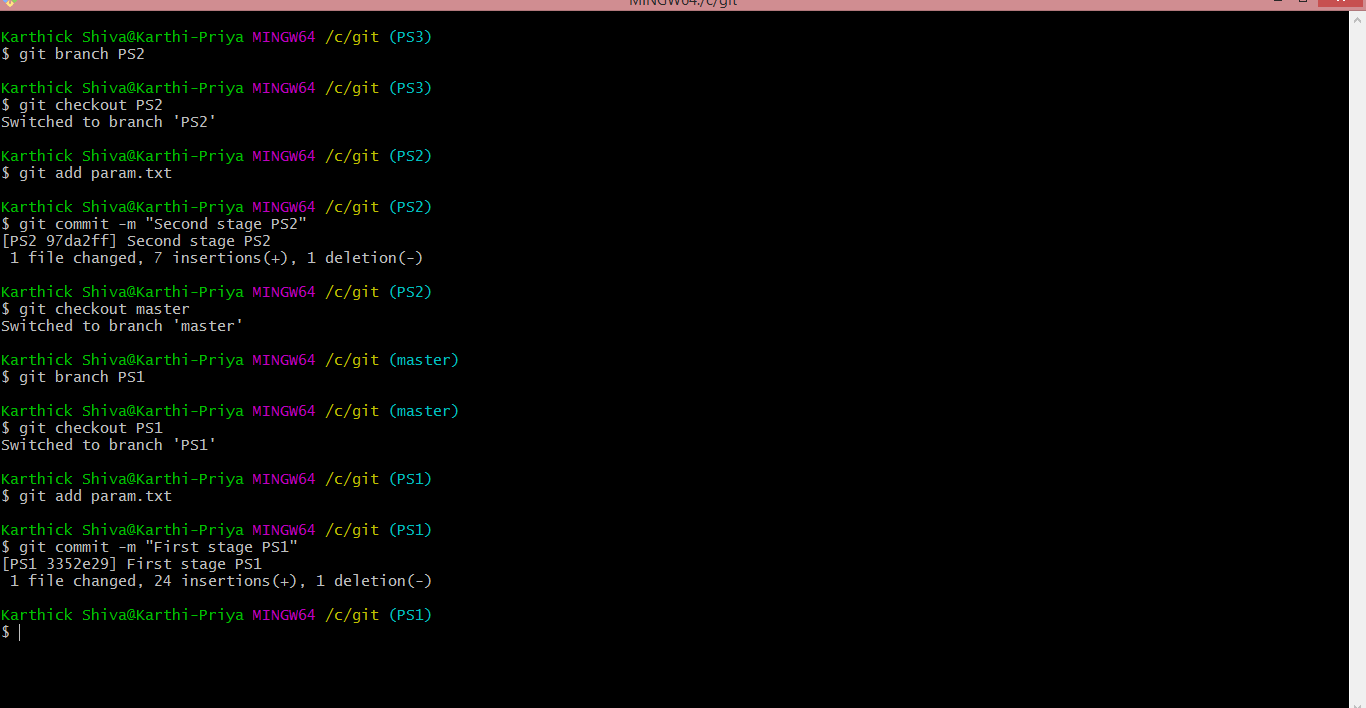 MINGW64:/c/git
Karthick Shiva@Karthi-Priya MINGW64 /c/git (PS3)
$ git branch PS2
Karthick Shiva@Karthi-Priya MINGW64 /c/git (PS3)
$ git checkout PS2
Switched to branch 'PS2'
Karthick Shiva@Karthi-Priya MINGW64 /c/git (PS2)
$ git add param.txt
Karthick Shiva@Karthi-Priya MINGW64 /c/git (PS2)
$ git commit -m "Second stage PS2"
[PS2 97da2ff] Second stage PS2
 1 file changed, 7 insertions(+), 1 deletion(-)
Karthick Shiva@Karthi-Priya MINGW64 /c/git (PS2)
$ git checkout master
Switched to branch 'master'
Karthick Shiva@Karthi-Priya MINGW64 /c/git (master)
$ git branch PS1
Karthick Shiva@Karthi-Priya MINGW64 /c/git (master)
$ git checkout PS1
Switched to branch 'PS1'
Karthick Shiva@Karthi-Priya MINGW64 /c/git (PS1)
$ git add param.txt
Karthick Shiva@Karthi-Priya MINGW64 /c/git (PS1)
$ git commit -m "First stage PS1"
[PS1 3352e29] First stage PS1
 1 file changed, 24 insertions(+), 1 deletion(-)
Karthick Shiva@Karthi-Priya MINGW64 /c/git (PS1)
$